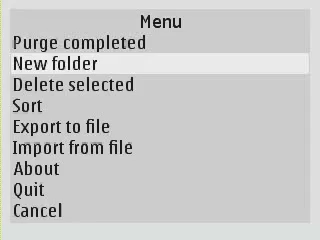 Menu
Purge completed
New folder
Delete selected
Sort
Export to file
Import from file
About
Quit
Cancel